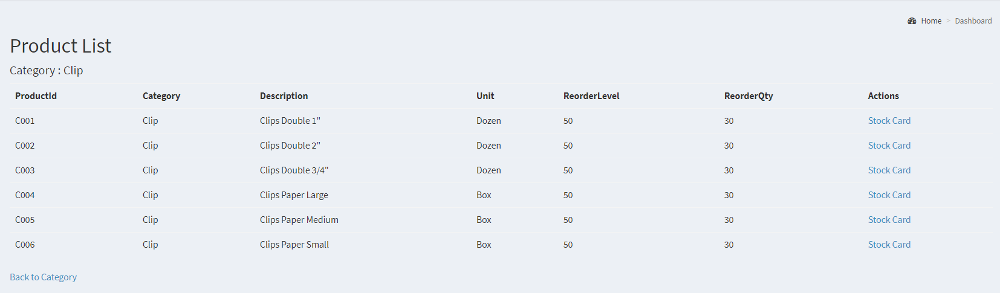 Home > Dashboard
Product List
Category : Clip
ProductId Category Description Unit ReorderLevel ReorderQty Actions
C001 Clip Clips Double 1" Dozen 50 30 Stock Card
C002 Clip Clips Double 2" Dozen 50 30 Stock Card
C003 Clip Clips Double 3/4" Dozen 50 30 Stock Card
C004 Clip Clips Paper Large Box 50 30 Stock Card
C005 Clip Clips Paper Medium Box 50 30 Stock Card
C006 Clip Clips Paper Small Box 50 30 Stock Card
Back to Category